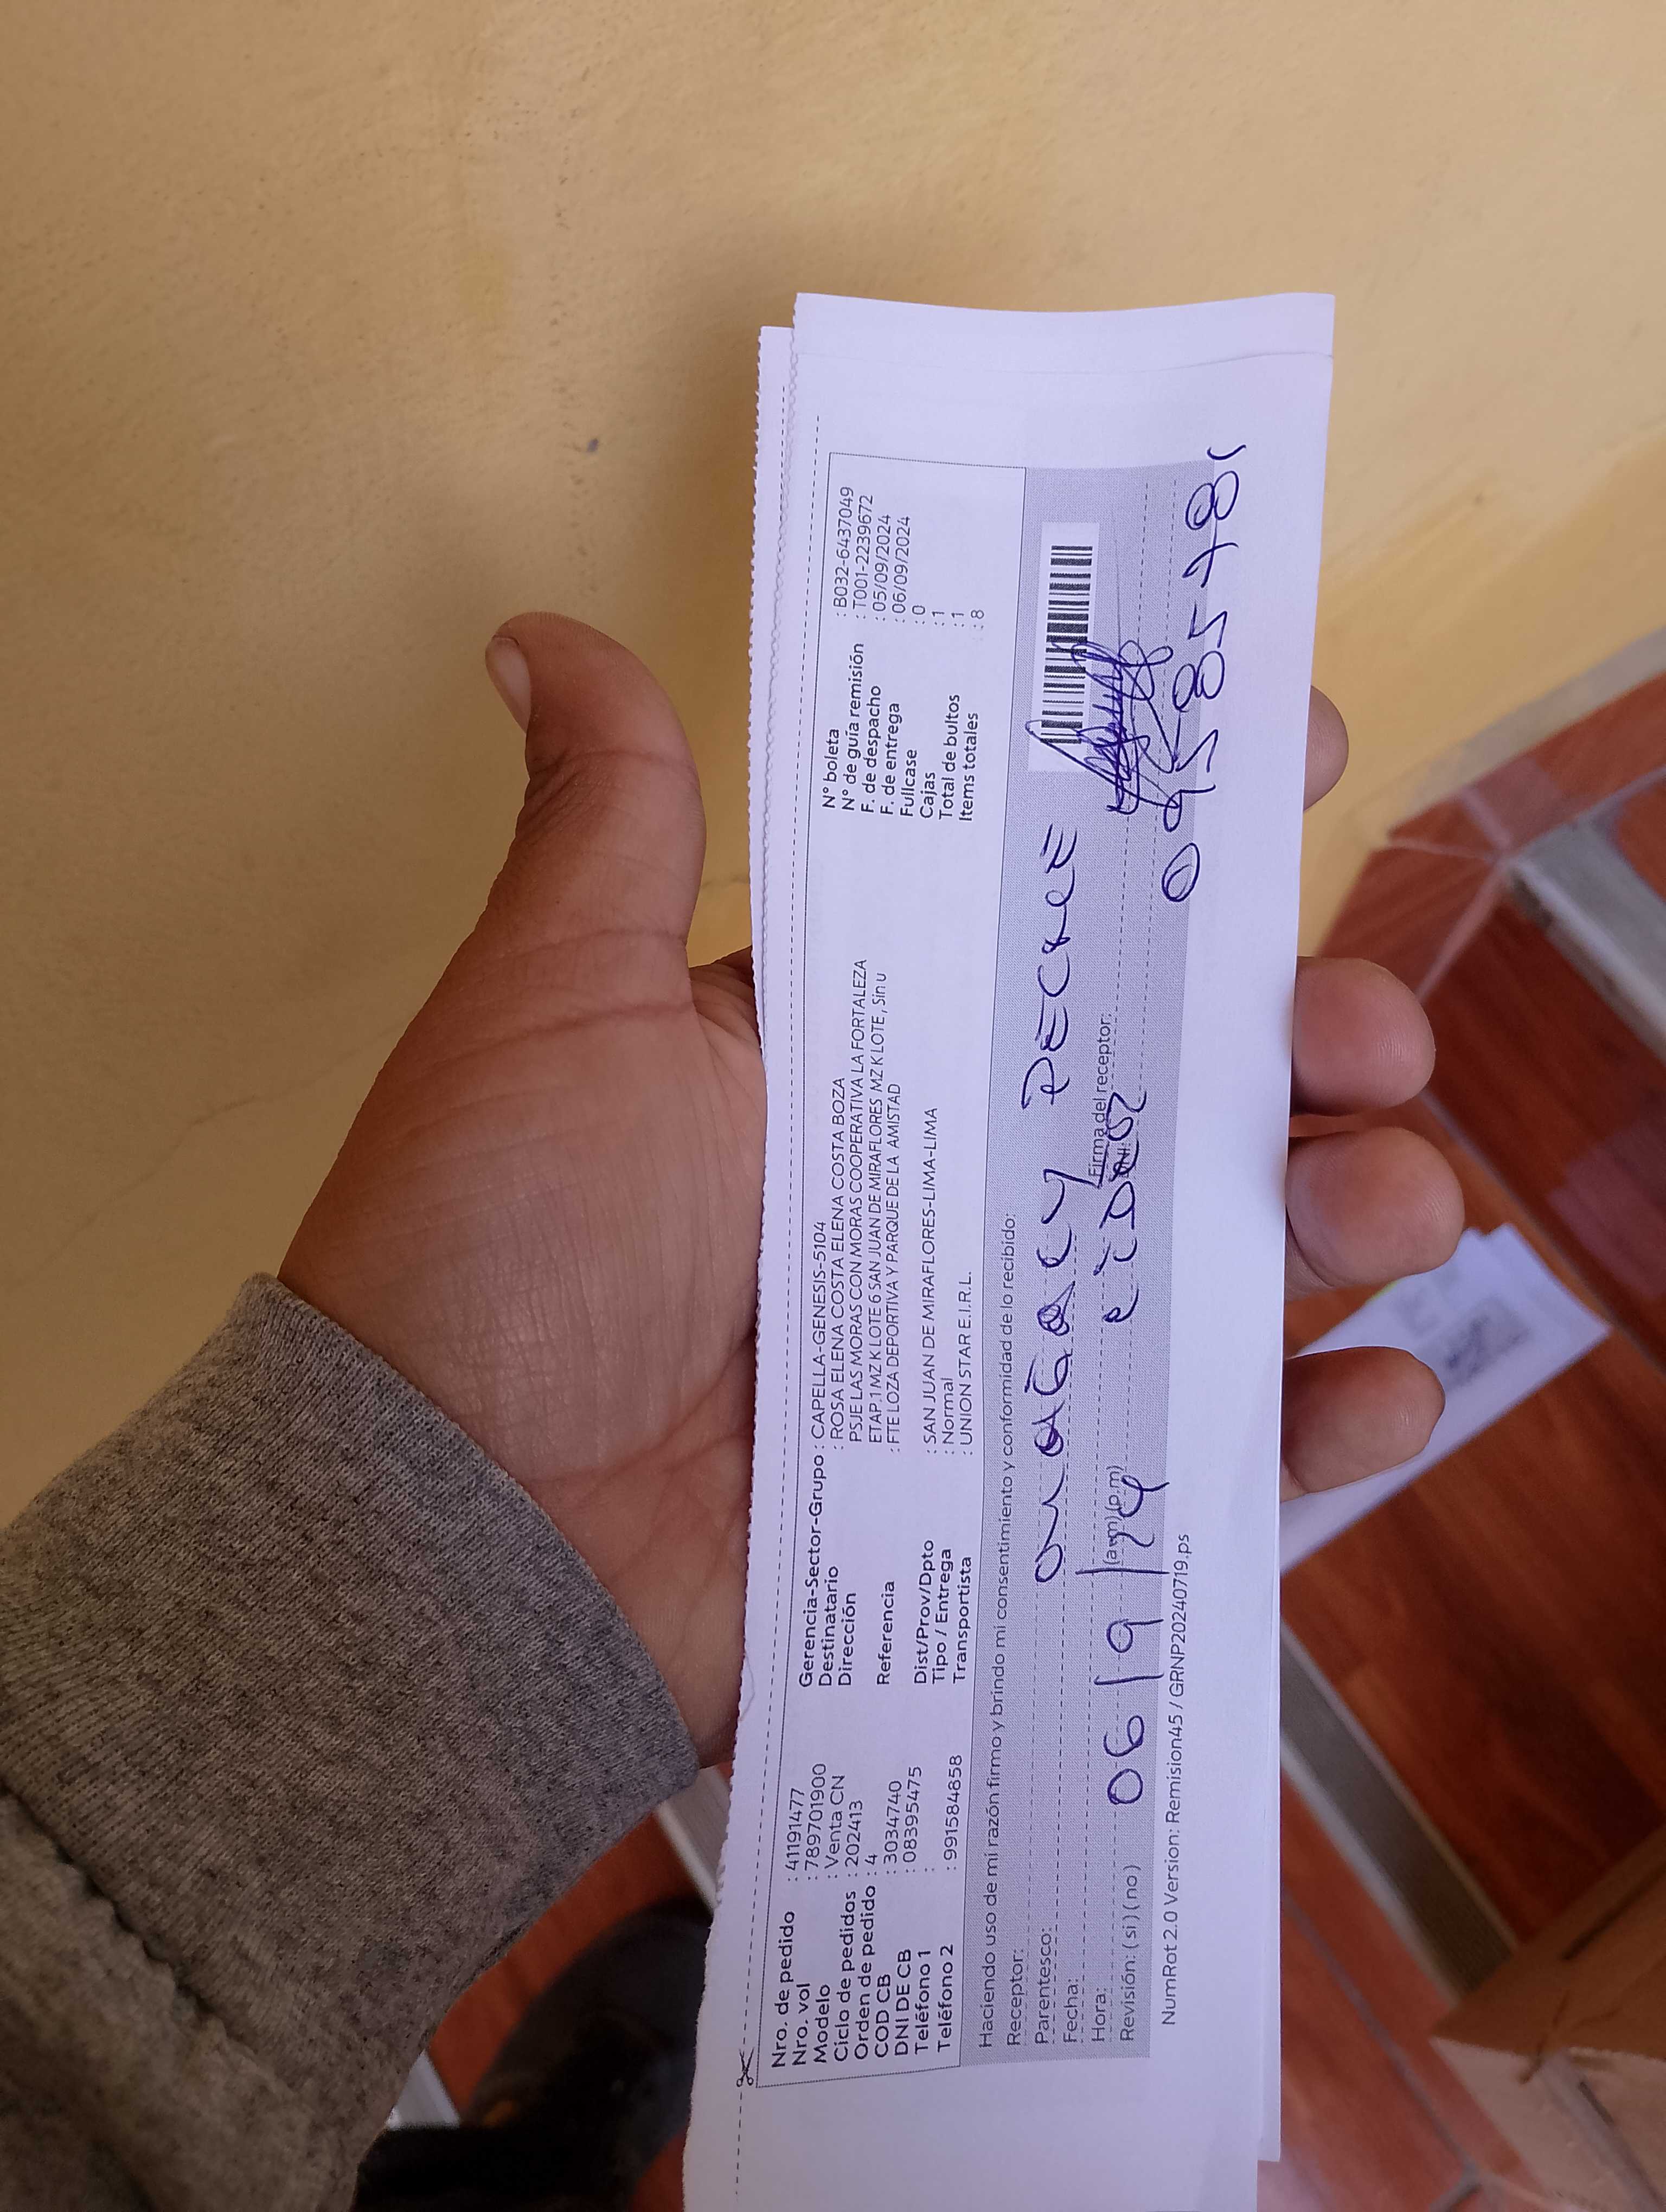 Nro. de pedido : 41191477
Nro. vol : 789701900
Modelo : Venta CN
Ciclo de pedidos : 202413
Orden de pedido : 4
COD CB : 3034740
DNI DE CB : 08395475
Teléfono 1 :
Teléfono 2 : 991584858
Gerencia-Sector-Grupo : CAPELLA-GENESIS-5104
Destinatario : ROSA ELENA COSTA ELENA COSTA BOZA
Dirección PSJE LAS MORAS CON MORAS COOPERATIVA LA FORTALEZA
ETAP 1 MZ K LOTE 6 SAN JUAN DE MIRAFLORES MZ K LOTE, Sin u
Referencia : FTE LOZA DEPORTIVA Y PARQUE DE LA AMISTAD
Dist/Prov/Dpto : SAN JUAN DE MIRAFLORES-LIMA-LIMA
Tipo / Entrega : Normal
Transportista : UNION STAR E.I.R.L.
N° boleta : B032-6437049
N° de guía remisión : T001-2239672
F. de despacho : 05/09/2024
F. de entrega : 06/09/2024
Fullcase : 0
Cajas : 1
Total de bultos : 1
Items totales : 8
Haciendo uso de mi razón firmo y brindo mi consentimiento y conformidad de lo recibido:
Receptor:
Parentesco:
Fecha:
Firma del receptor:
Hora: (a.m) (p.m)
Revisión: (si) (no) 06/9/24
NumRot 2.0 Version: Remision45 / GRNP20240719.ps